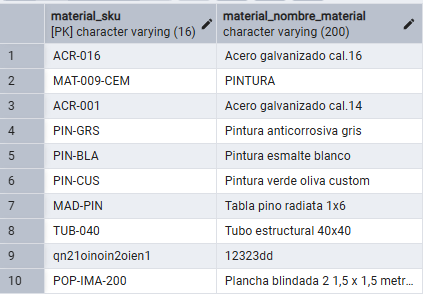 material_sku material_nombre_material
[PK] character varying (16) character varying (200)
1 ACR-016 Acero galvanizado cal.16
2 MAT-009-CEM PINTURA
3 ACR-001 Acero galvanizado cal.14
4 PIN-GRS Pintura anticorrosiva gris
5 PIN-BLA Pintura esmalte blanco
6 PIN-CUS Pintura verde oliva custom
7 MAD-PIN Tabla pino radiata 1x6
8 TUB-040 Tubo estructural 40x40
9 qn21oinoin2oien1 12323dd
10 POP-IMA-200 Plancha blindada 2 1,5 x 1,5 metr...